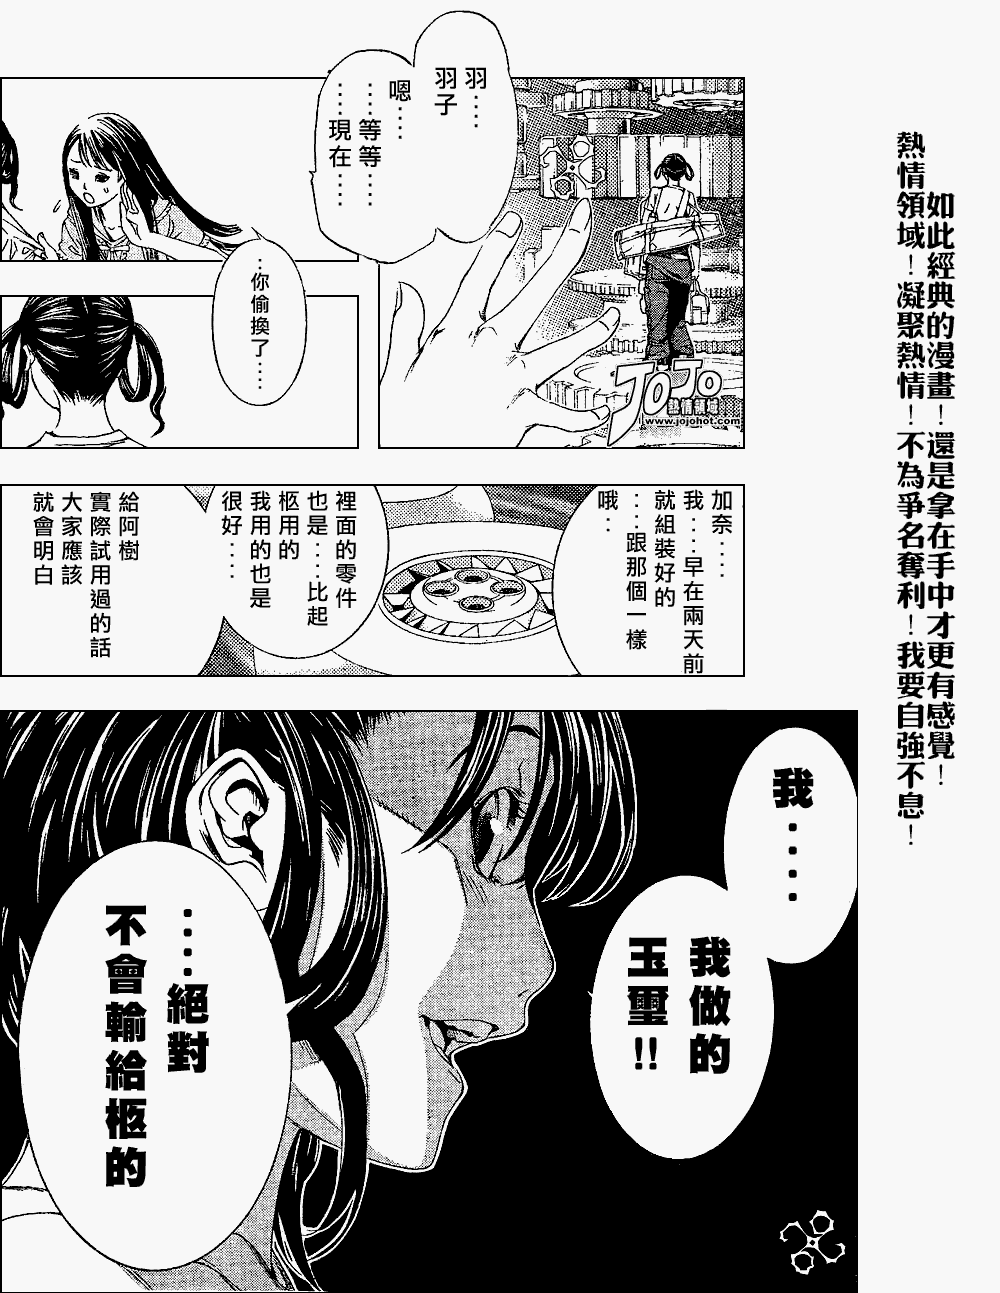 如此經典的漫畫！還是拿在手中才更有感覺！
熱情領域！凝聚熱情！不為爭名奪利！我要自強不息！
羽‥‥
羽子
嗯‥‥
‥‥等等‥‥
‥‥現在‥‥
JOJO
熱情領域
www.jojohot.com
‥你偷換了‥‥
加奈‥‥
我‥‥早在兩天前
就組裝好的
‥‥跟那個一樣
哦‥
裡面的零件
也是‥‥比起
柩用的
我用的也是
很好‥‥
給阿樹
實際試用過的話
大家應該
就會明白
我‥‥‥
我做的
玉璽!!
‥‥絕對
不會輸給柩的